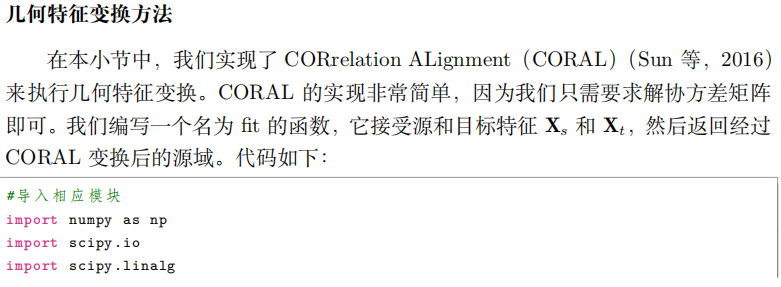 几何特征变换方法
在本小节中，我们实现了 CORrelation ALignment（CORAL）（Sun 等，2016）
来执行几何特征变换。CORAL 的实现非常简单，因为我们只需要求解协方差矩阵
即可。我们编写一个名为 fit 的函数，它接受源和目标特征 Xs 和 Xt，然后返回经过
CORAL 变换后的源域。代码如下：
#导入相应模块
import numpy as np
import scipy.io
import scipy.linalg